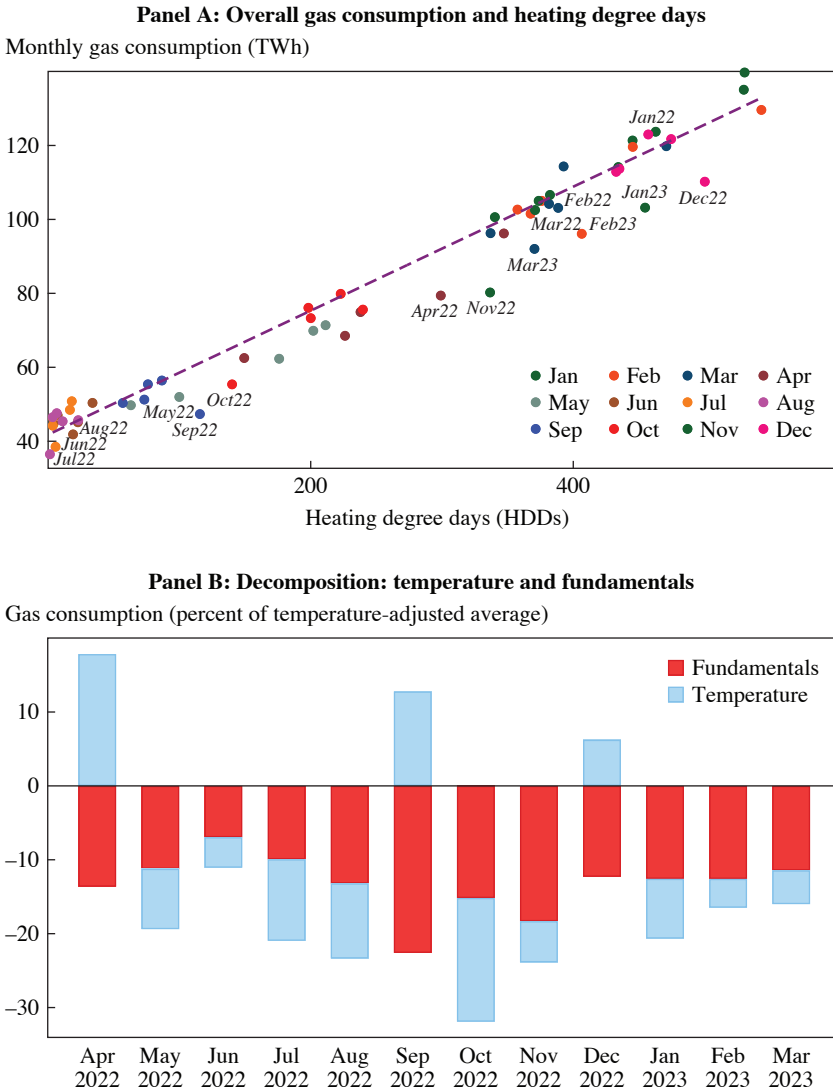 Panel A: Overall gas consumption and heating degree days
Monthly gas consumption (TWh)
120
100
80
60
40
Jan22
Jan23
Dec22
Feb22
Mar22
Feb23
Mar23
Apr22
Nov22
Oct22
May22
Sep22
Aug22
Jun22
Jul22
Jan Feb Mar Apr
May Jun Jul Aug
Sep Oct Nov Dec
200 400
Heating degree days (HDDs)
Panel B: Decomposition: temperature and fundamentals
Gas consumption (percent of temperature-adjusted average)
Fundamentals
Temperature
10
0
–10
–20
–30
Apr May Jun Jul Aug Sep Oct Nov Dec Jan Feb Mar
2022 2022 2022 2022 2022 2022 2022 2022 2022 2023 2023 2023